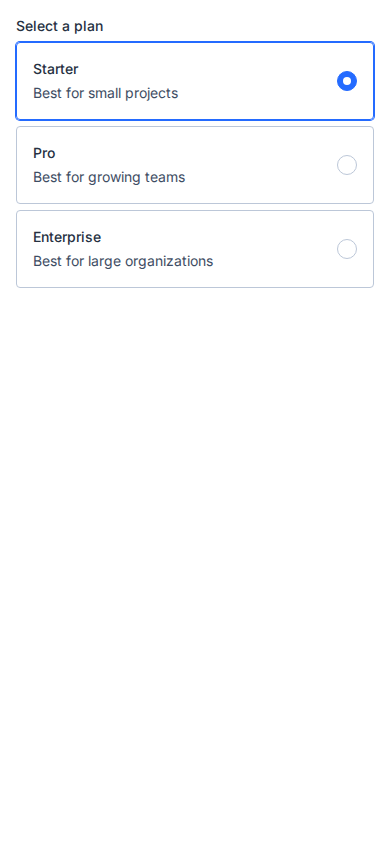 Select a plan
Starter
Best for small projects
Pro
Best for growing teams
Enterprise
Best for large organizations